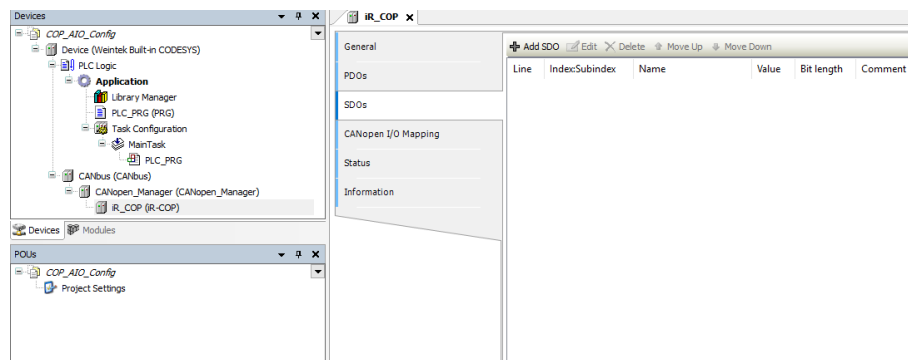 Devices
COP_AIO_Config
Device (Weintek Built-in CODESYS)
PLC Logic
Application
Library Manager
PLC_PRG (PRG)
Task Configuration
MainTask
PLC_PRG
CANbus (CANbus)
CANopen_Manager (CANopen_Manager)
iR_COP (iR-COP)
Devices Modules
POUs
COP_AIO_Config
Project Settings
iR_COP
General
PDOs
SDOs
CANopen I/O Mapping
Status
Information
Add SDO Edit Delete Move Up Move Down
Line Index:Subindex Name Value Bit length Comment